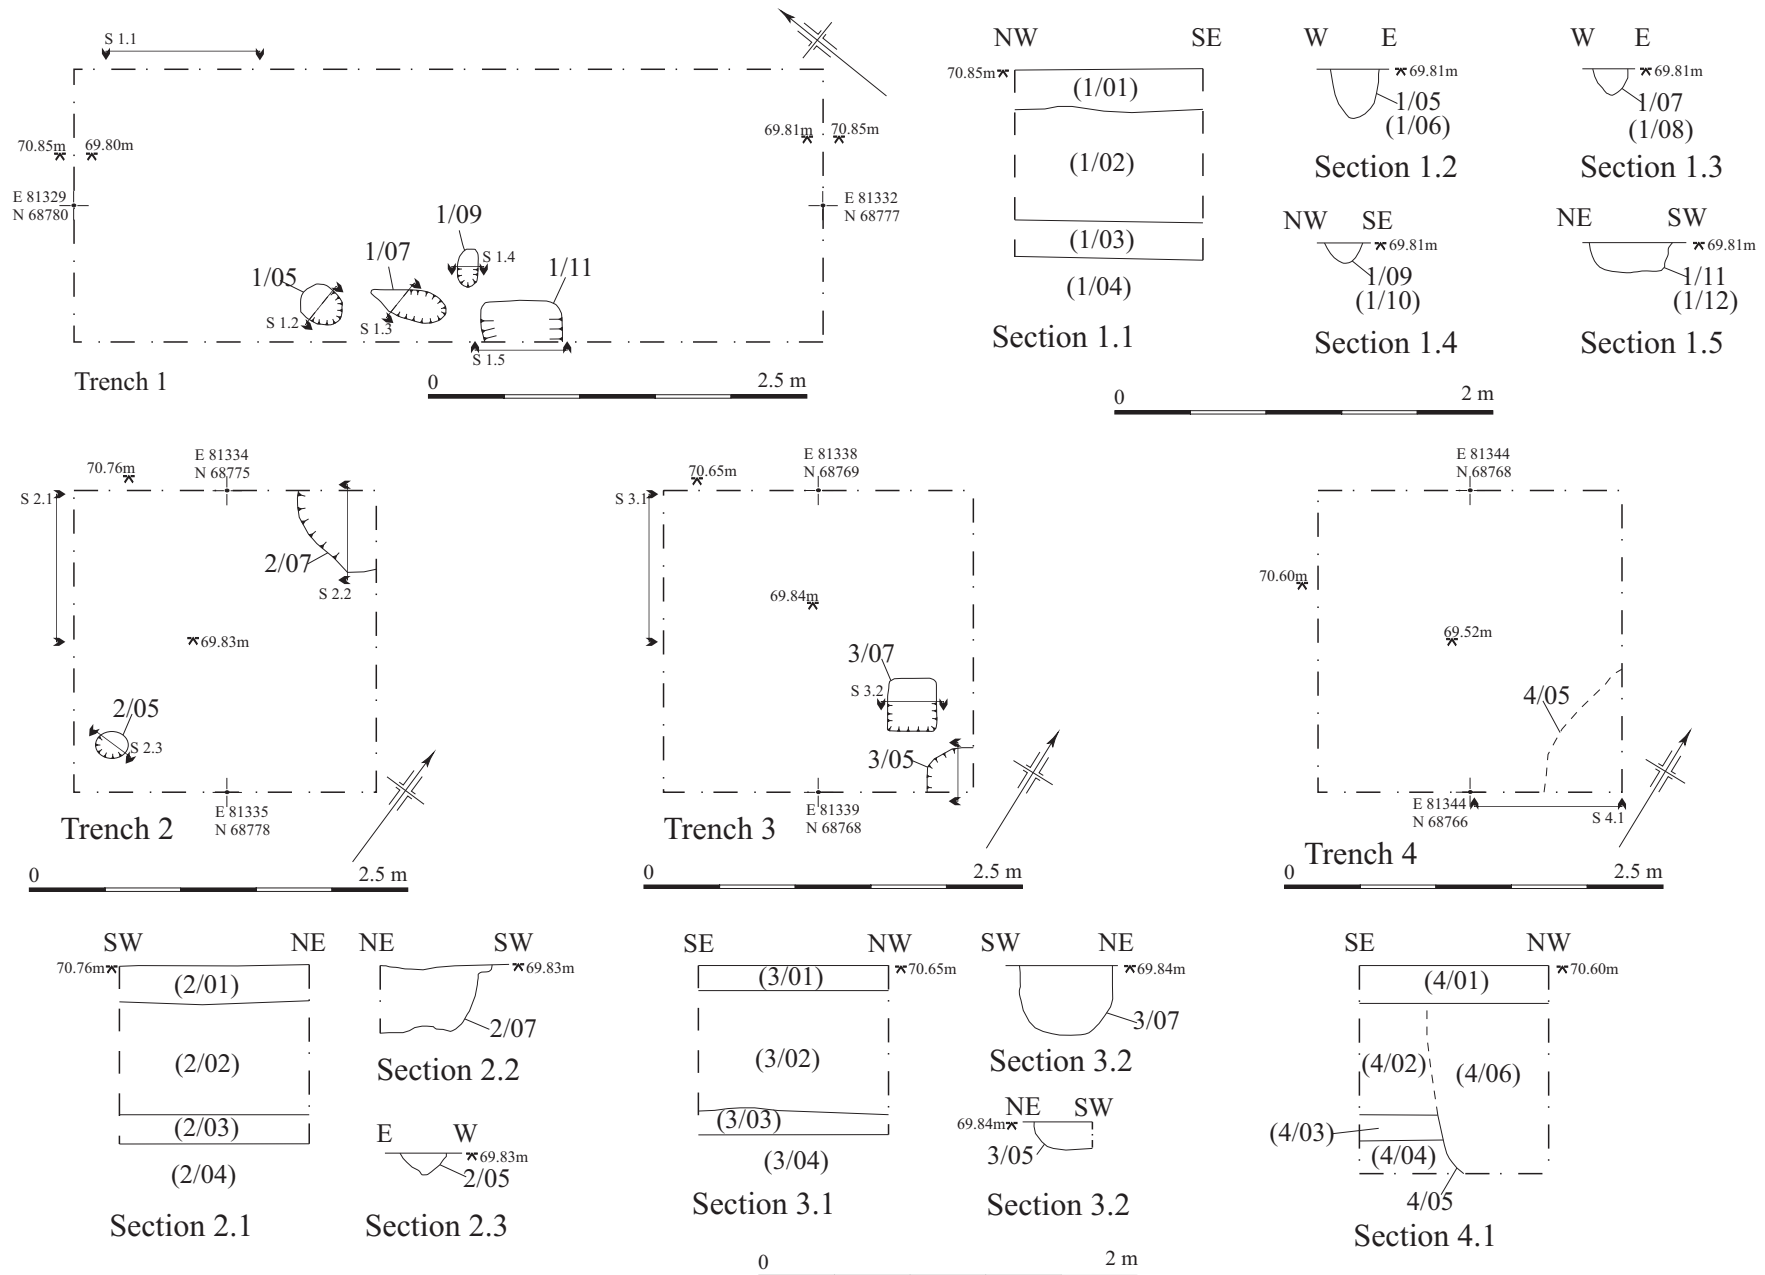 S 1.1
70.85m
69.80m
E 81329
N 68780
69.81m
70.85m
E 81332
N 68777
1/09
1/07
S 1.4
1/05
1/11
S 1.2
S 1.3
S 1.5
Trench 1
0
2.5 m
NW
SE
70.85m
(1/01)
(1/02)
(1/03)
(1/04)
Section 1.1
W
E
69.81m
1/05
(1/06)
Section 1.2
W
E
69.81m
1/07
(1/08)
Section 1.3
NW
SE
69.81m
1/09
(1/10)
Section 1.4
NE
SW
69.81m
1/11
(1/12)
Section 1.5
0
2 m
70.76m
E 81334
N 68775
S 2.1
2/07
S 2.2
69.83m
2/05
S 2.3
E 81335
N 68778
Trench 2
0
2.5 m
70.65m
E 81338
N 68769
S 3.1
69.84m
3/07
S 3.2
3/05
E 81339
N 68768
Trench 3
0
2.5 m
E 81344
N 68768
70.60m
69.52m
4/05
E 81344
N 68766
S 4.1
Trench 4
0
2.5 m
SW
NE
70.76m
(2/01)
(2/02)
(2/03)
(2/04)
Section 2.1
NE
SW
69.83m
2/07
Section 2.2
E
W
69.83m
2/05
Section 2.3
SE
NW
70.65m
(3/01)
(3/02)
(3/03)
(3/04)
Section 3.1
SW
NE
69.84m
3/07
Section 3.2
NE
SW
69.84m
3/05
Section 3.2
SE
NW
70.60m
(4/01)
(4/02)
(4/06)
(4/03)
(4/04)
4/05
Section 4.1
0
2 m